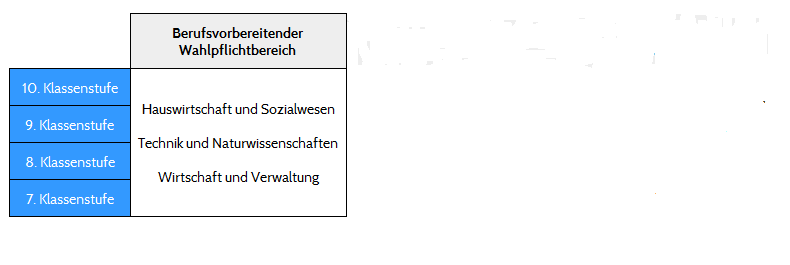 Berufsvorbereitender
Wahlpflichtbereich
10. Klassenstufe
9. Klassenstufe
8. Klassenstufe
7. Klassenstufe
Hauswirtschaft und Sozialwesen
Technik und Naturwissenschaften
Wirtschaft und Verwaltung